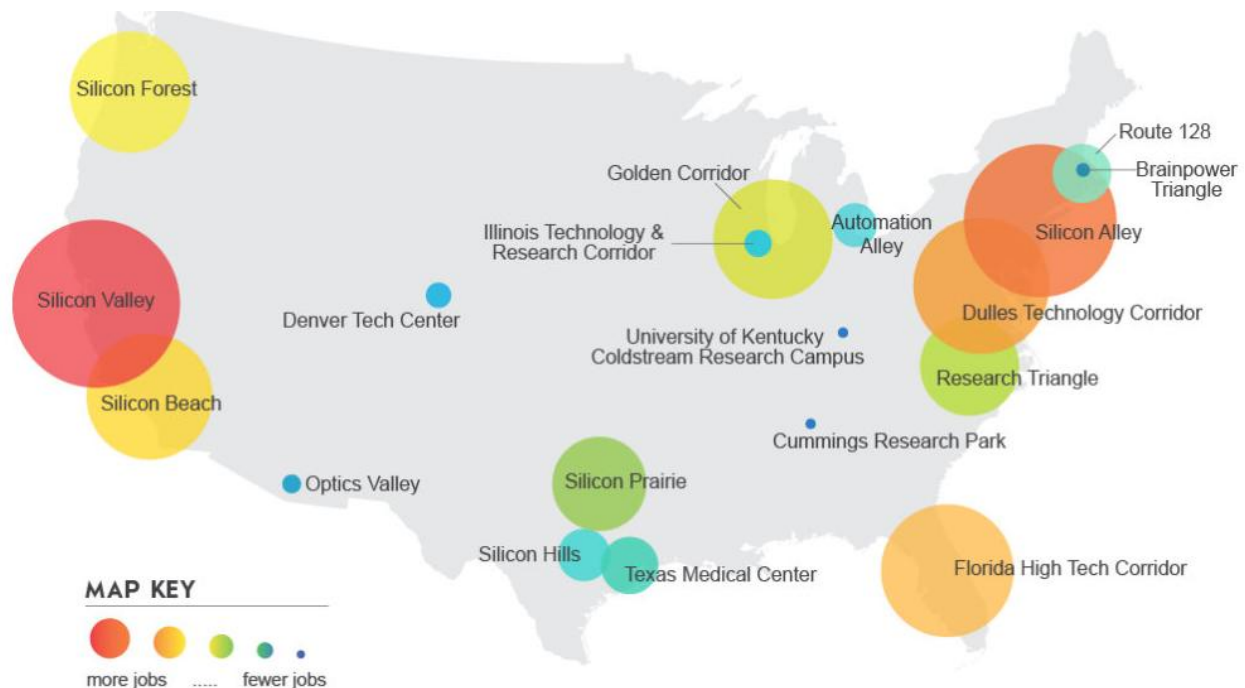 Silicon Forest
Route 128
Brainpower
Triangle
Golden Corridor
Illinois Technology &
Research Corridor
Automation
Alley
Silicon Alley
Silicon Valley
Denver Tech Center
Dulles Technology Corridor
University of Kentucky
Coldstream Research Campus
Research Triangle
Silicon Beach
Cummings Research Park
Optics Valley
Silicon Prairie
Silicon Hills
Texas Medical Center
Florida High Tech Corridor
MAP KEY
more jobs ..... fewer jobs